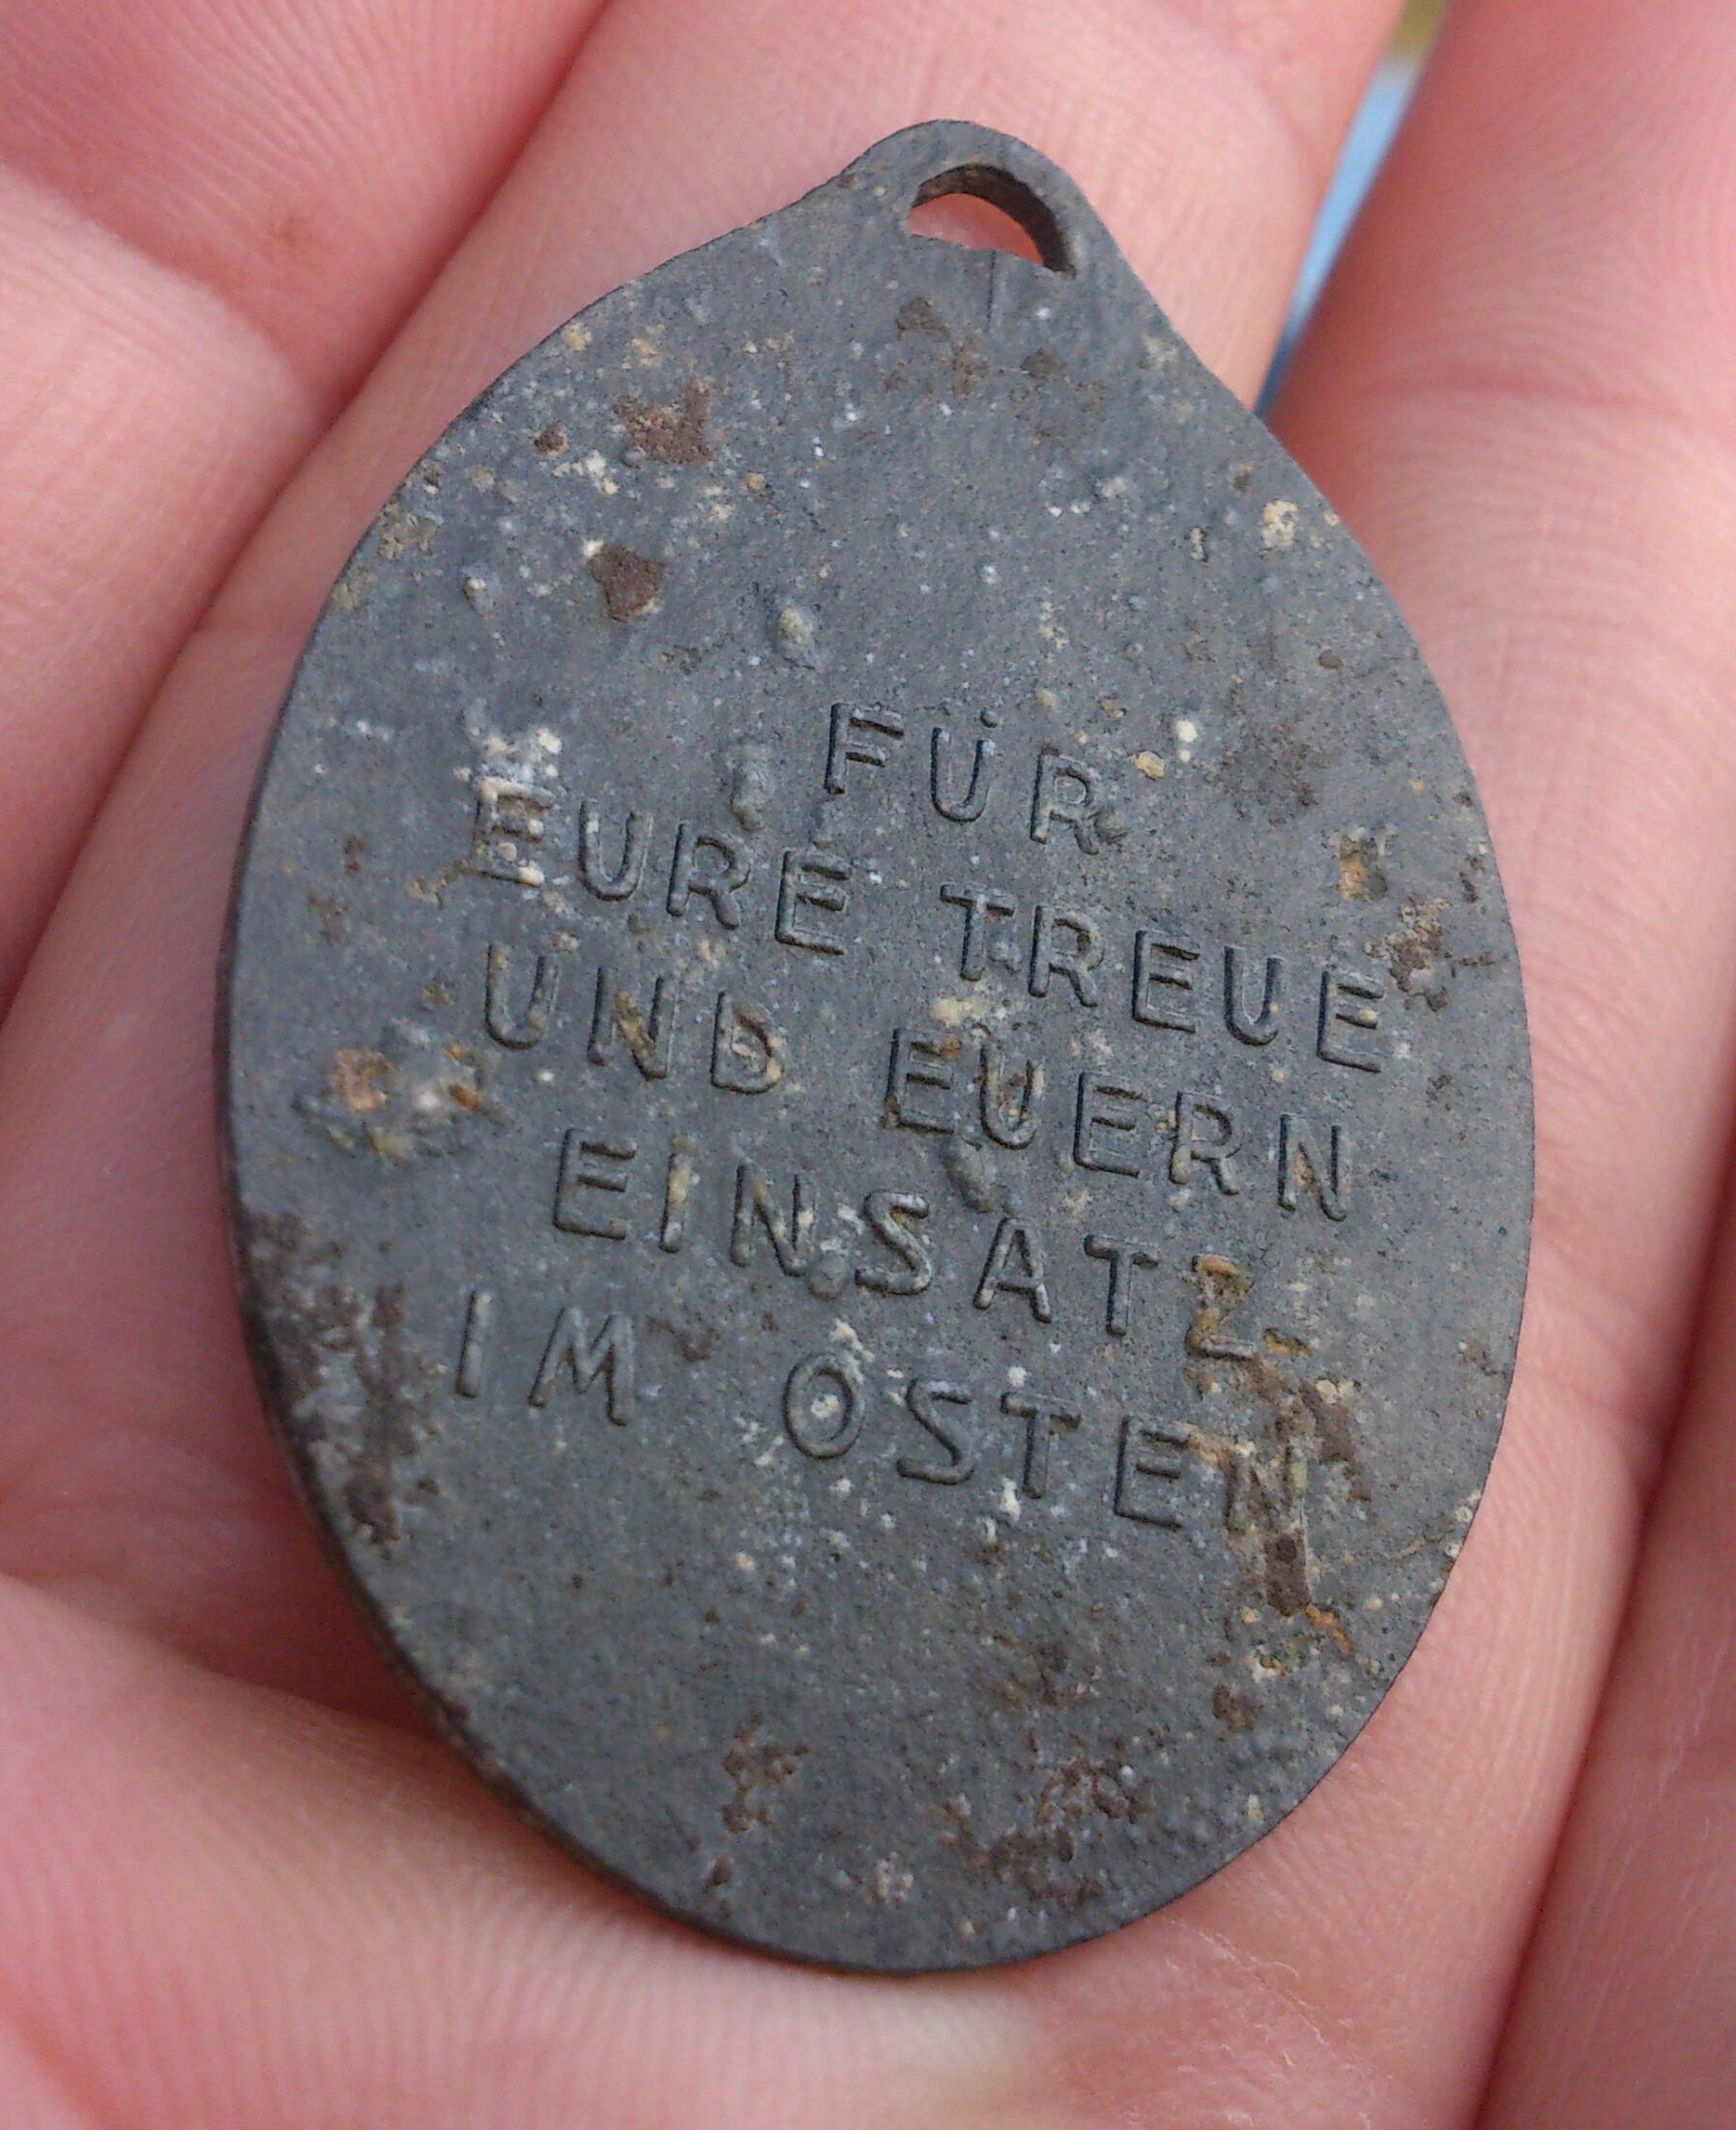 FÜR
EURE TREUE
UND EUERN
EINSATZ
IM OSTEN